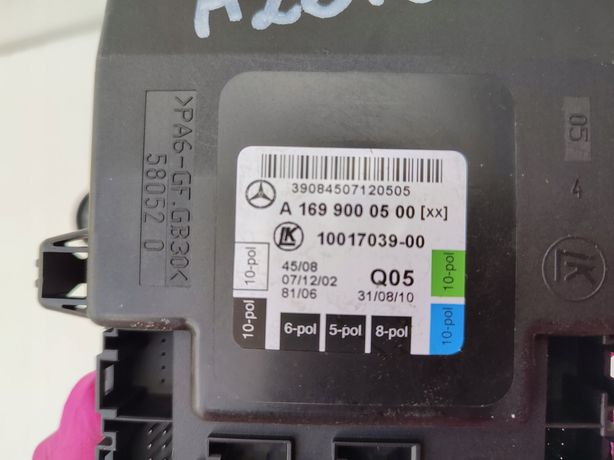 >PA6-GF.GB30<
58052 0
05
4
39084507120505
A 169 900 05 00 [xx]
LK 10017039-00
45/08
07/12/02 Q05
81/06 31/08/10
10-pol
10-pol
10-pol
10-pol
6-pol 5-pol 8-pol
LK